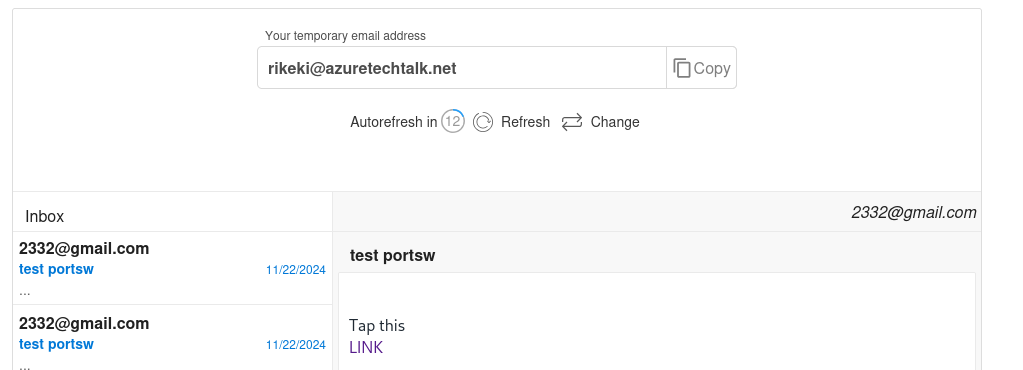 Your temporary email address
rikeki@azuretechtalk.net
Copy
Autorefresh in 12 Refresh Change
Inbox
2332@gmail.com
test portsw 11/22/2024
...
2332@gmail.com
test portsw 11/22/2024
...
2332@gmail.com
test portsw
Tap this
LINK